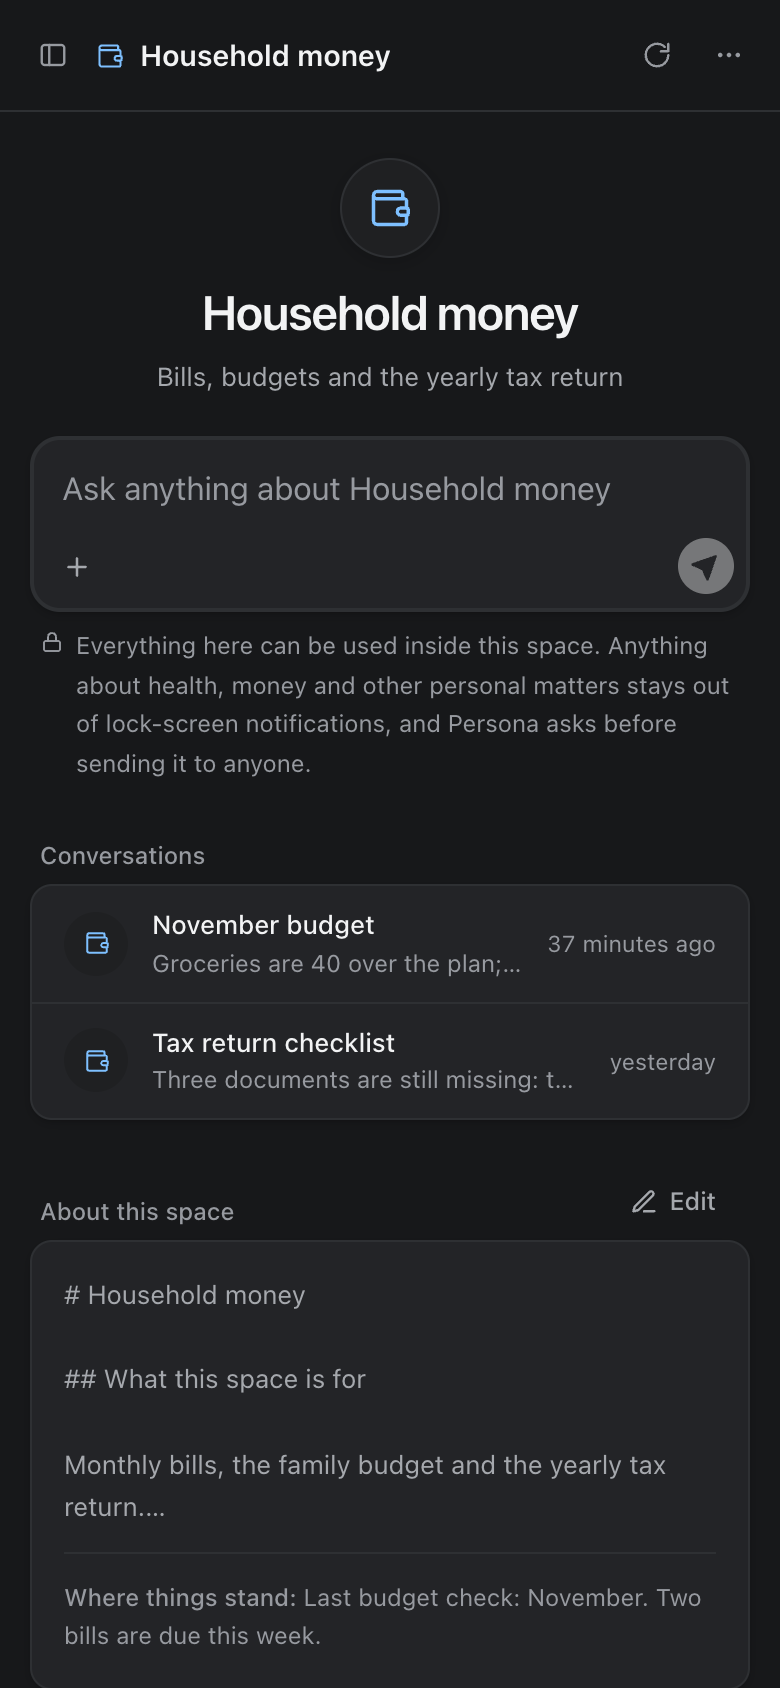 Household money
Household money
Bills, budgets and the yearly tax return
Ask anything about Household money
Everything here can be used inside this space. Anything
about health, money and other personal matters stays out
of lock-screen notifications, and Persona asks before
sending it to anyone.
Conversations
November budget
Groceries are 40 over the plan;...
37 minutes ago
Tax return checklist
Three documents are still missing: t...
yesterday
About this space
Edit
# Household money
## What this space is for
Monthly bills, the family budget and the yearly tax
return....
Where things stand: Last budget check: November. Two
bills are due this week.